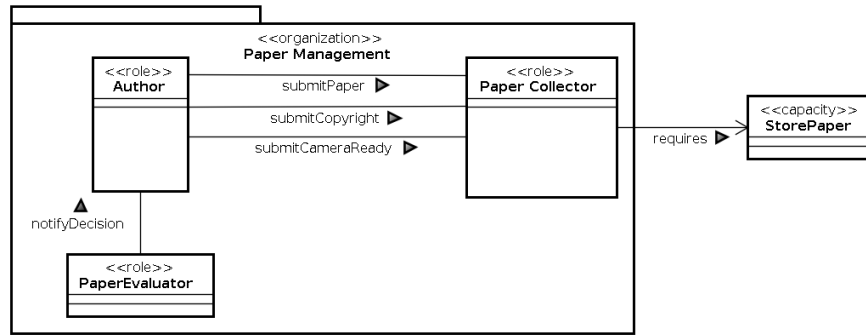 <<organization>>
Paper Management
<<role>>
Author
submitPaper
submitCopyright
submitCameraReady
<<role>>
Paper Collector
requires
<<capacity>>
StorePaper
notifyDecision
<<role>>
PaperEvaluator